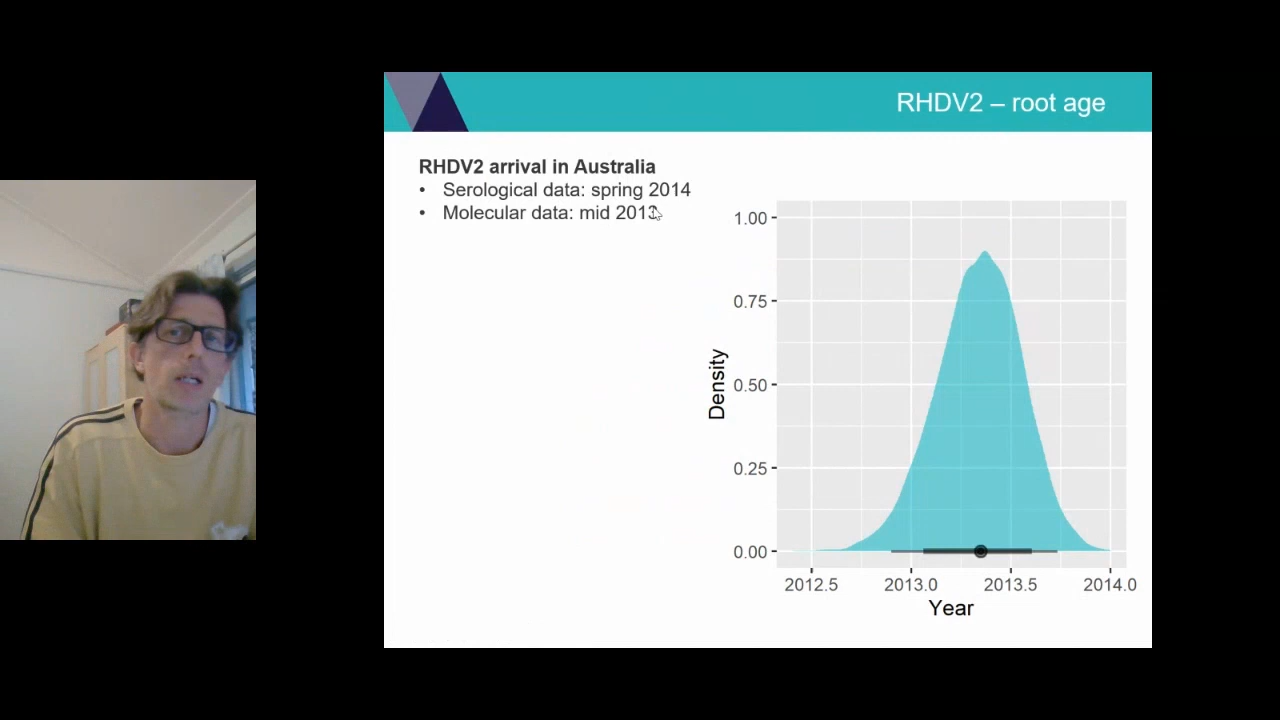 RHDV2 – root age
RHDV2 arrival in Australia
• Serological data: spring 2014
• Molecular data: mid 2013
1.00
0.75
0.50
0.25
0.00
Density
2012.5 2013.0 2013.5 2014.0
Year